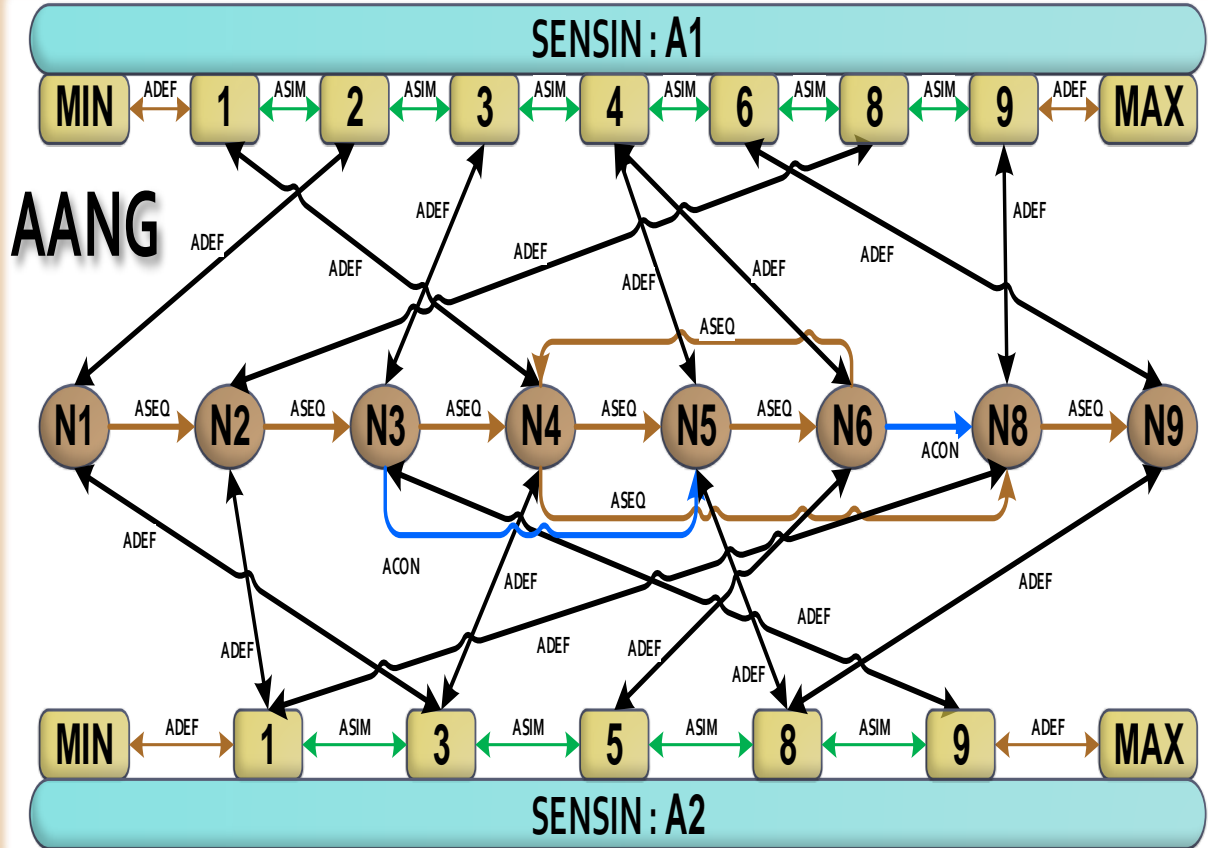 SENSIN : A1
MIN ADEF 1 ASIM 2 ASIM 3 ASIM 4 ASIM 6 ASIM 8 ASIM 9 ADEF MAX
AANG
ADEF
ADEF
ADEF
ADEF
ADEF
ADEF
ADEF
ADEF
ASEQ
N1 ASEQ N2 ASEQ N3 ASEQ N4 ASEQ N5 ASEQ N6 ACON N8 ASEQ N9
ASEQ
ACON
ADEF
ADEF
ADEF
ADEF
ADEF
ADEF
ADEF
ADEF
MIN ADEF 1 ASIM 3 ASIM 5 ASIM 8 ASIM 9 ADEF MAX
SENSIN : A2